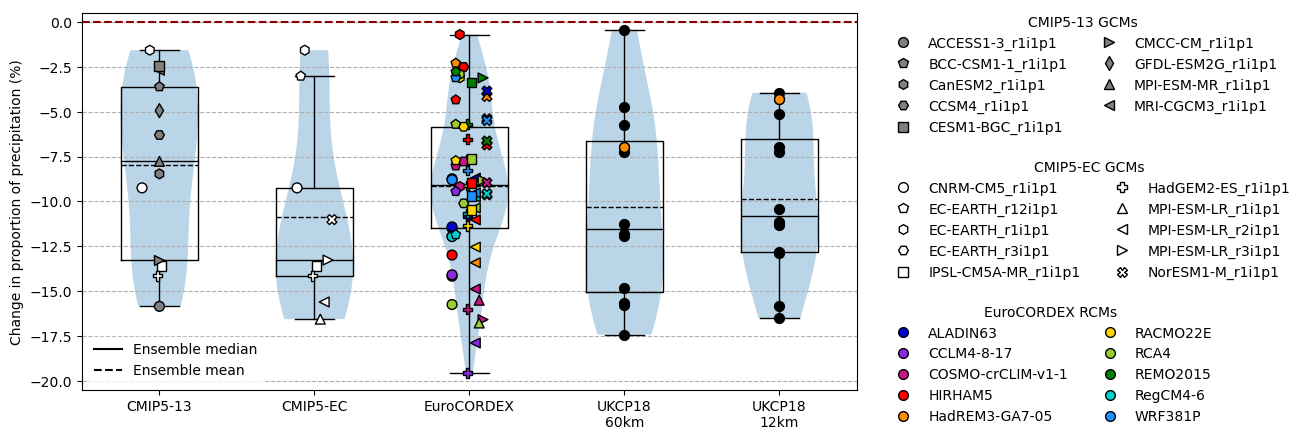 Change in proportion of precipitation (%)
0.0
−2.5
−5.0
−7.5
−10.0
−12.5
−15.0
−17.5
−20.0
Ensemble median
Ensemble mean
CMIP5-13
CMIP5-EC
EuroCORDEX
UKCP18
60km
UKCP18
12km
CMIP5-13 GCMs
ACCESS1-3_r1i1p1
BCC-CSM1-1_r1i1p1
CanESM2_r1i1p1
CCSM4_r1i1p1
CESM1-BGC_r1i1p1
CMCC-CM_r1i1p1
GFDL-ESM2G_r1i1p1
MPI-ESM-MR_r1i1p1
MRI-CGCM3_r1i1p1
CMIP5-EC GCMs
CNRM-CM5_r1i1p1
EC-EARTH_r12i1p1
EC-EARTH_r1i1p1
EC-EARTH_r3i1p1
IPSL-CM5A-MR_r1i1p1
HadGEM2-ES_r1i1p1
MPI-ESM-LR_r1i1p1
MPI-ESM-LR_r2i1p1
MPI-ESM-LR_r3i1p1
NorESM1-M_r1i1p1
EuroCORDEX RCMs
ALADIN63
CCLM4-8-17
COSMO-crCLIM-v1-1
HIRHAM5
HadREM3-GA7-05
RACMO22E
RCA4
REMO2015
RegCM4-6
WRF381P